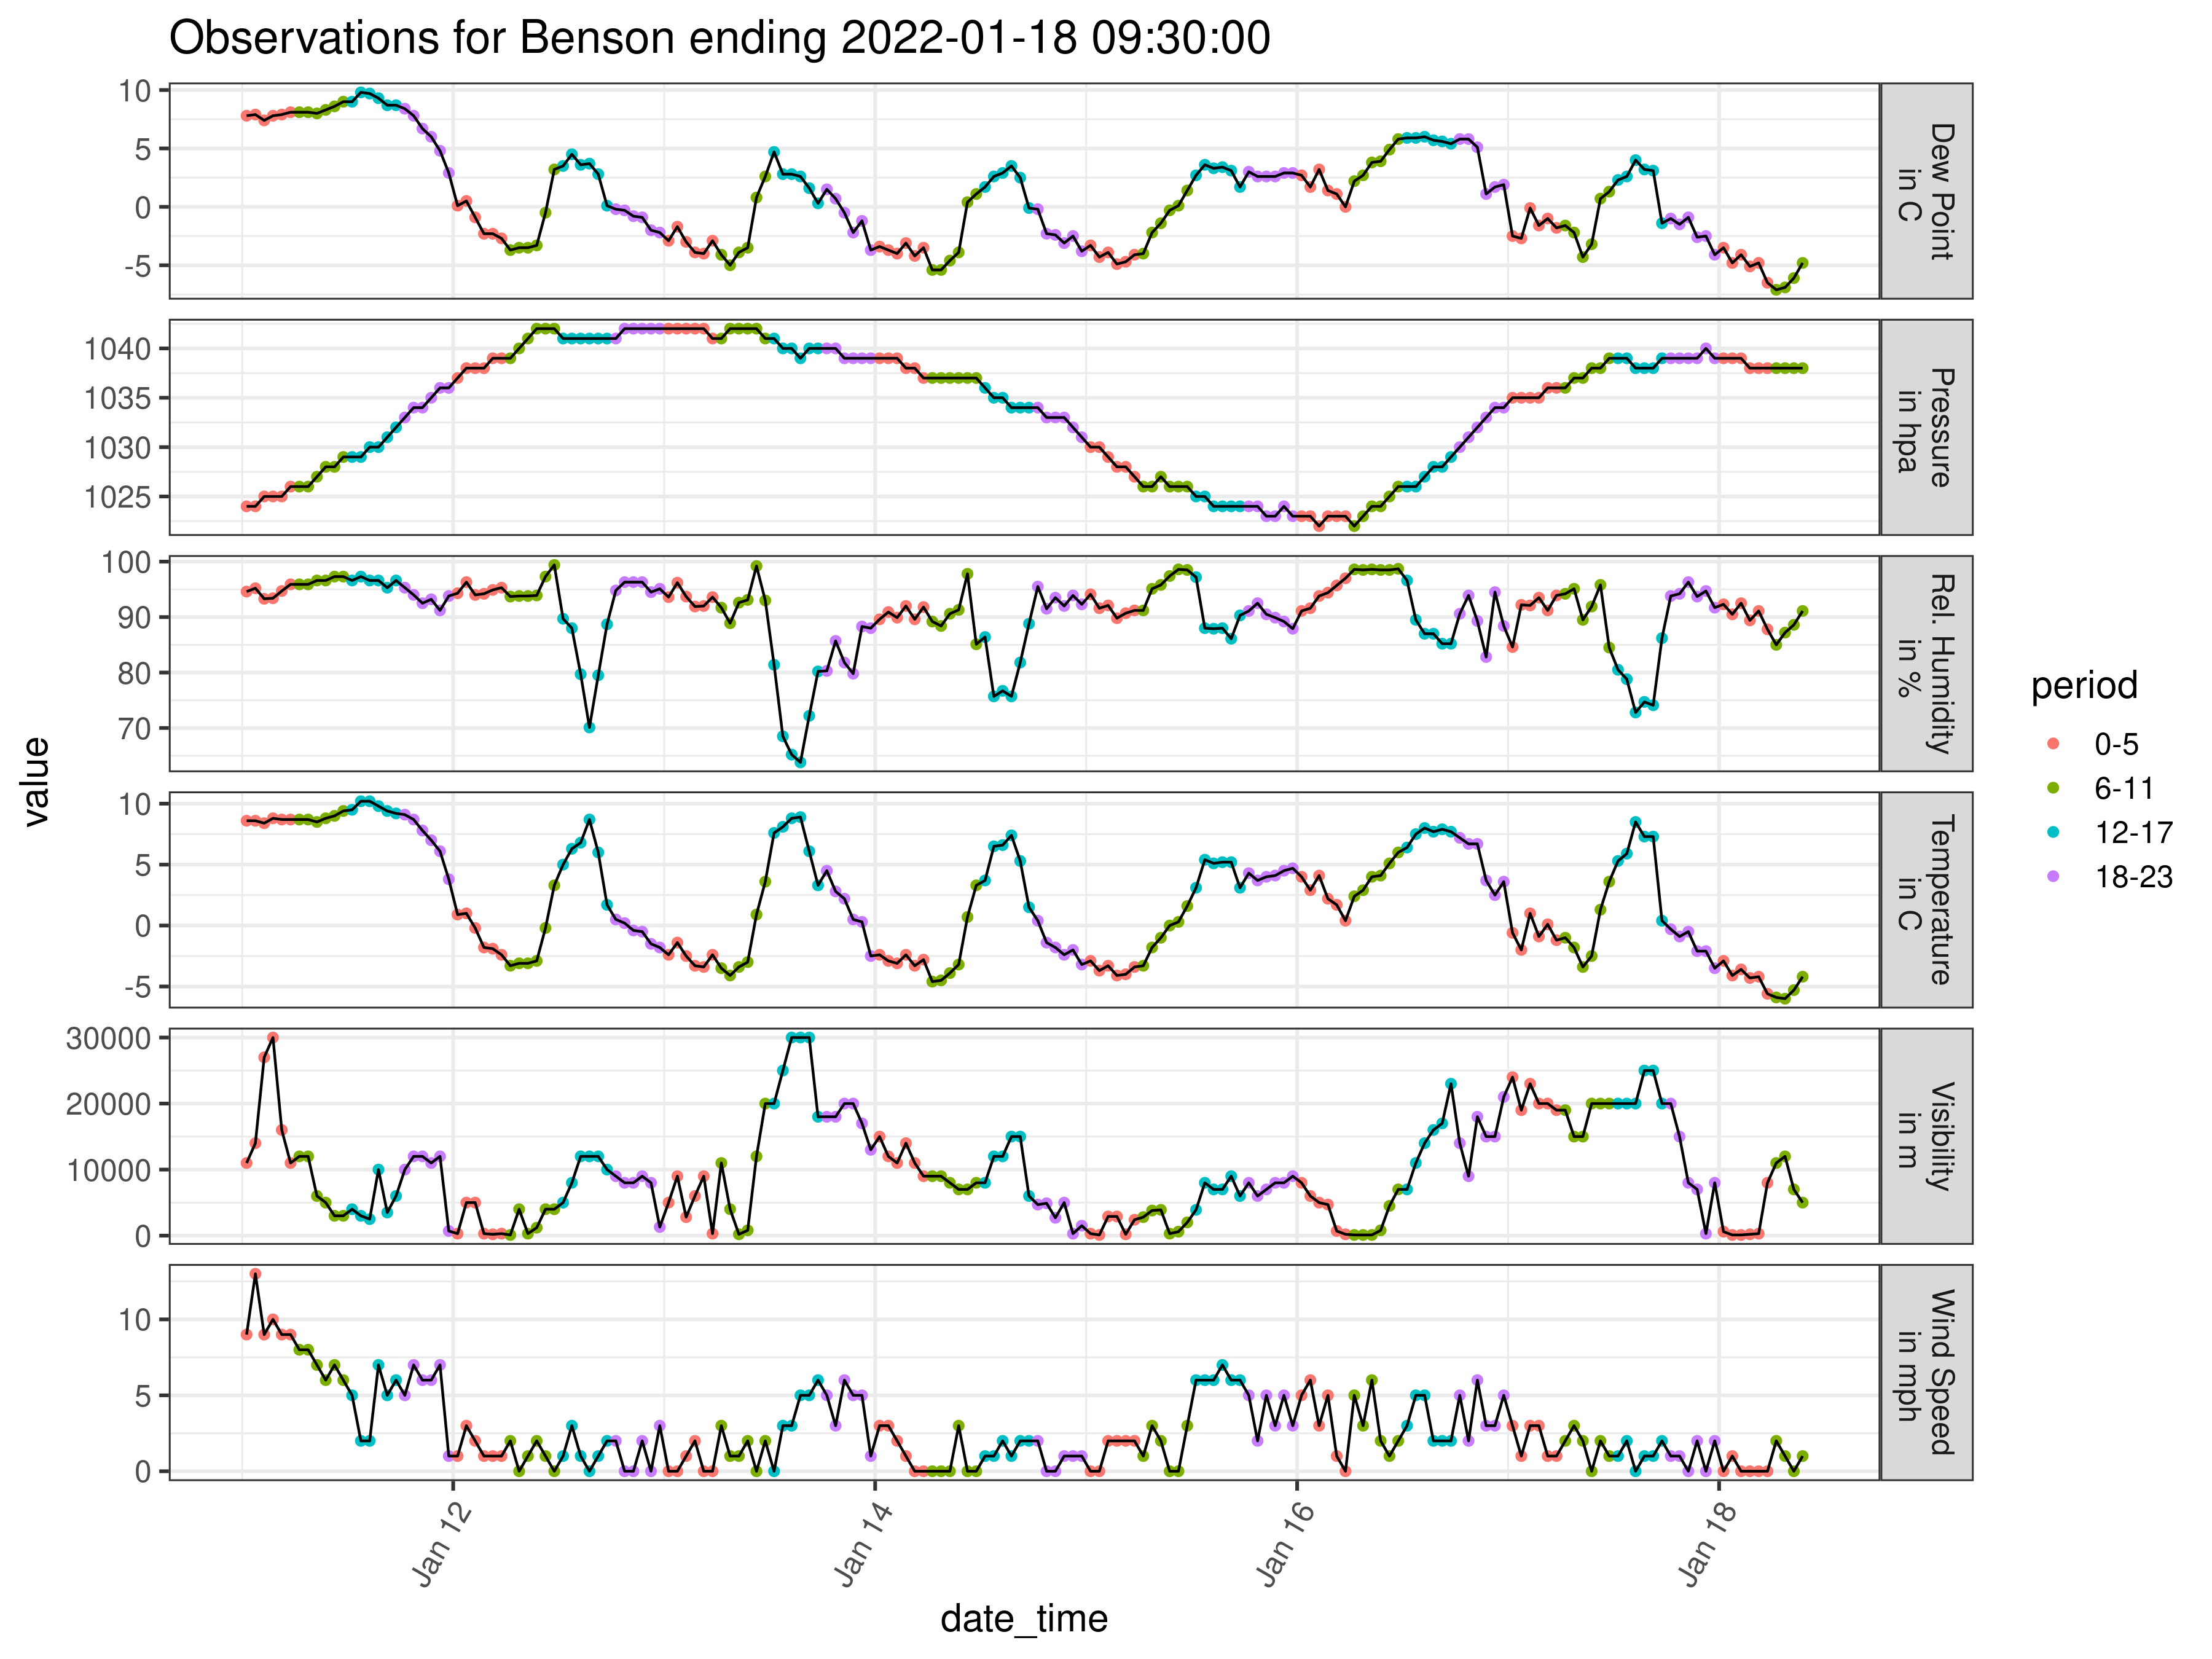 Observations for Benson ending 2022-01-18 09:30:00
value
10
5
0
-5
Dew Point
in C
1040
1035
1030
1025
Pressure
in hpa
100
90
80
70
Rel. Humidity
in %
10
5
0
-5
Temperature
in C
30000
20000
10000
0
Visibility
in m
10
5
0
Wind Speed
in mph
Jan 12
Jan 14
Jan 16
Jan 18
date_time
period
0-5
6-11
12-17
18-23